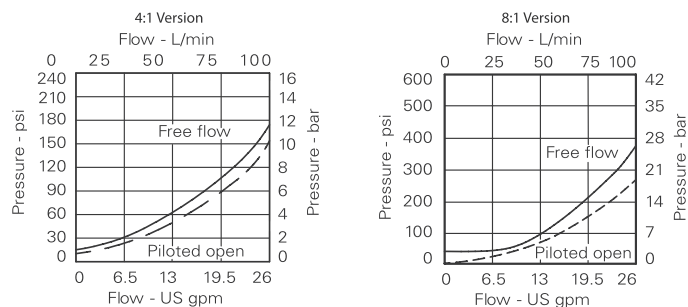 4:1 Version
Flow - L/min
0 25 50 75 100
240 16
210 14
180 12
150 10
120 8
90 6
60 4
30 2
0 0
Pressure - psi
Pressure - bar
Free flow
Piloted open
0 6.5 13 19.5 26
Flow - US gpm
8:1 Version
Flow - L/min
0 25 50 75 100
600 42
500 35
400 28
300 21
200 14
100 7
0 0
Pressure - psi
Pressure - bar
Free flow
Piloted open
0 6.5 13 19.5 26
Flow - US gpm